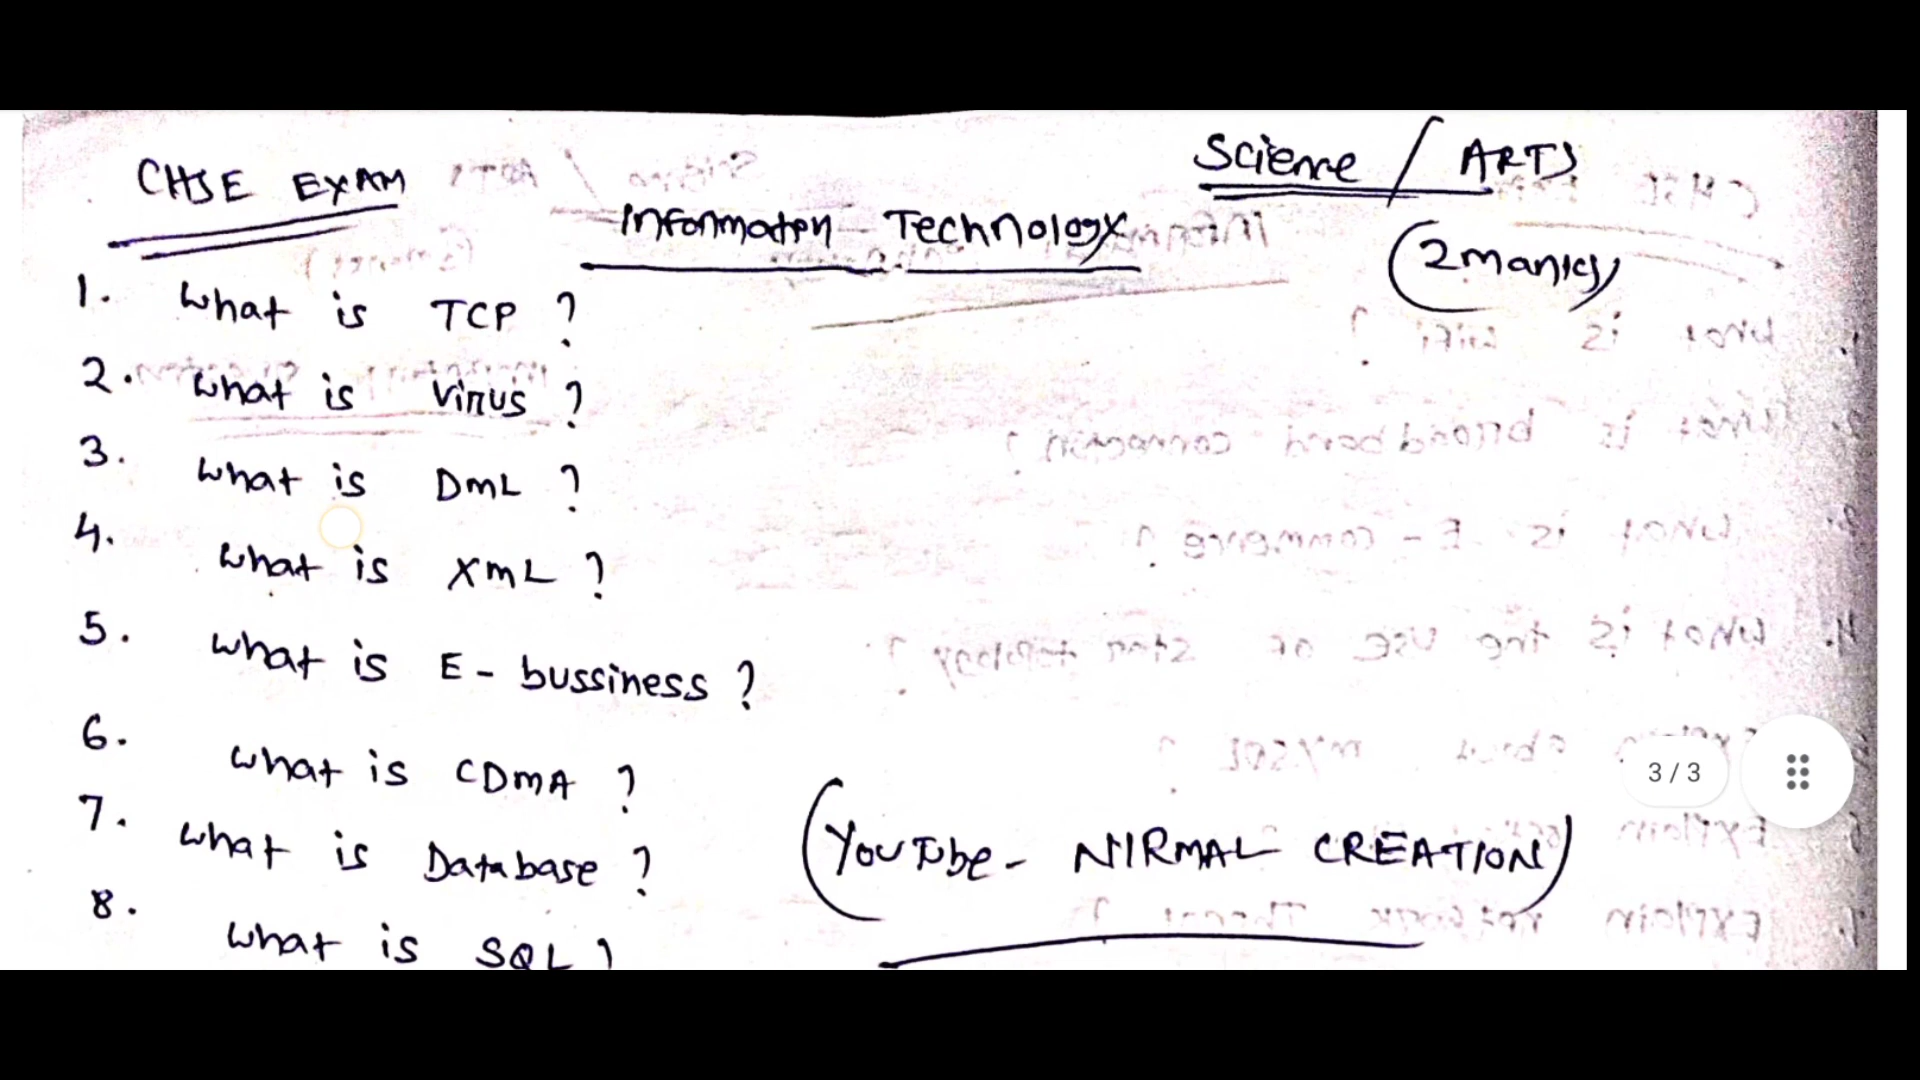 CHSE EXAM
Science / ARTS
Information Technology
(2 marks)
1. What is TCP ?
2. What is Virus ?
3. What is DML ?
4. What is XML ?
5. What is E - bussiness ?
6. What is CDMA ?
7. What is Database ?
(YouTube - NIRMAL CREATION)
8. What is SQL ?
3 / 3